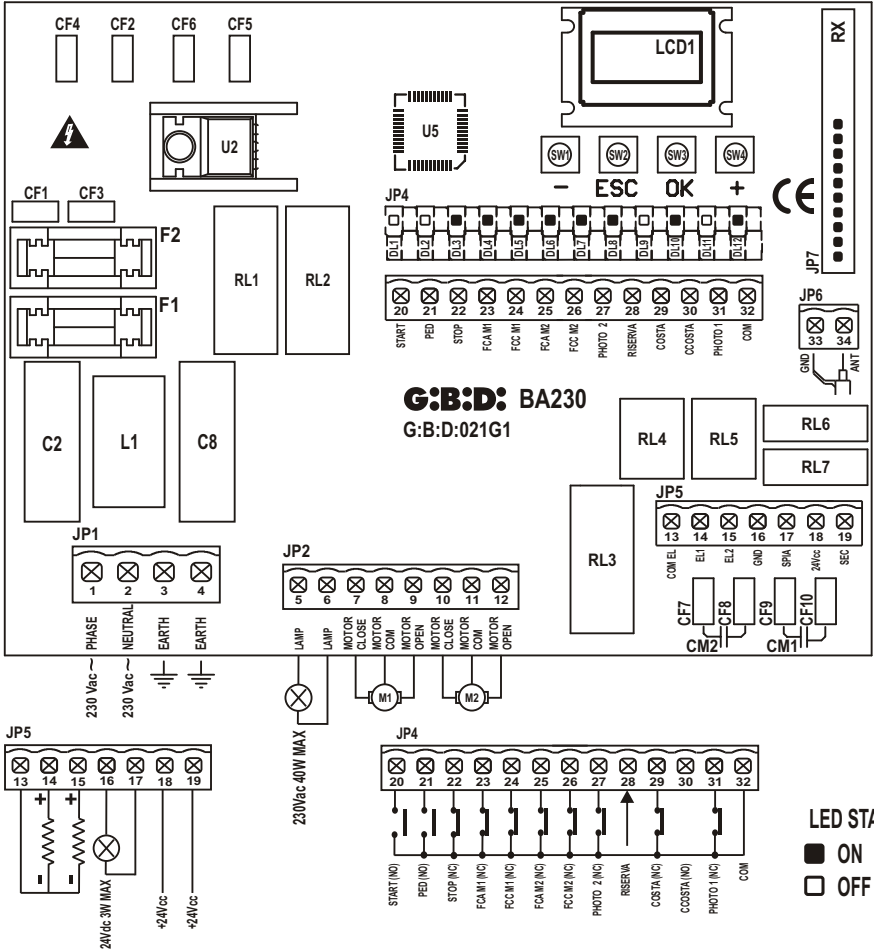 CF4 CF2 CF6 CF5
LCD1
RX
U2
U5
SW1 SW2 SW3 SW4
- ESC OK +
CF1 CF3
JP4
DL1 DL2 DL3 DL4 DL5 DL6 DL7 DL8 DL9 DL10 DL11 DL12
CE
JP7
F2
F1
RL1 RL2
20 21 22 23 24 25 26 27 28 29 30 31 32
START PED STOP FCA M1 FCC M1 FCA M2 FCC M2 PHOTO 2 RISERVA COSTA CCOSTA PHOTO 1 COM
JP6
33 34
GND ANT
G:B:D: BA230
G:B:D:021G1
C2 L1 C8
RL4 RL5 RL6
RL7
RL3
JP5
13 14 15 16 17 18 19
COM EL EL1 EL2 GND SPIA 24Vcc SEC
CF7 CF8 CF9 CF10
CM2 CM1
JP1
1 2 3 4
PHASE NEUTRAL EARTH EARTH
230 Vac ~ 230 Vac ~
JP2
5 6 7 8 9 10 11 12
LAMP LAMP MOTOR CLOSE MOTOR COM MOTOR OPEN MOTOR CLOSE MOTOR COM MOTOR OPEN
M1 M2
230Vac 40W MAX
JP5
13 14 15 16 17 18 19
+ +
- -
24Vdc 3W MAX +24Vcc +24Vcc
JP4
20 21 22 23 24 25 26 27 28 29 30 31 32
START (NO) PED (NO) STOP (NC) FCA M1 (NC) FCC M1 (NC) FCA M2 (NC) FCC M2 (NC) PHOTO 2 (NC) RISERVA COSTA (NC) CCOSTA (NO) PHOTO 1 (NC) COM
LED STA
ON
OFF